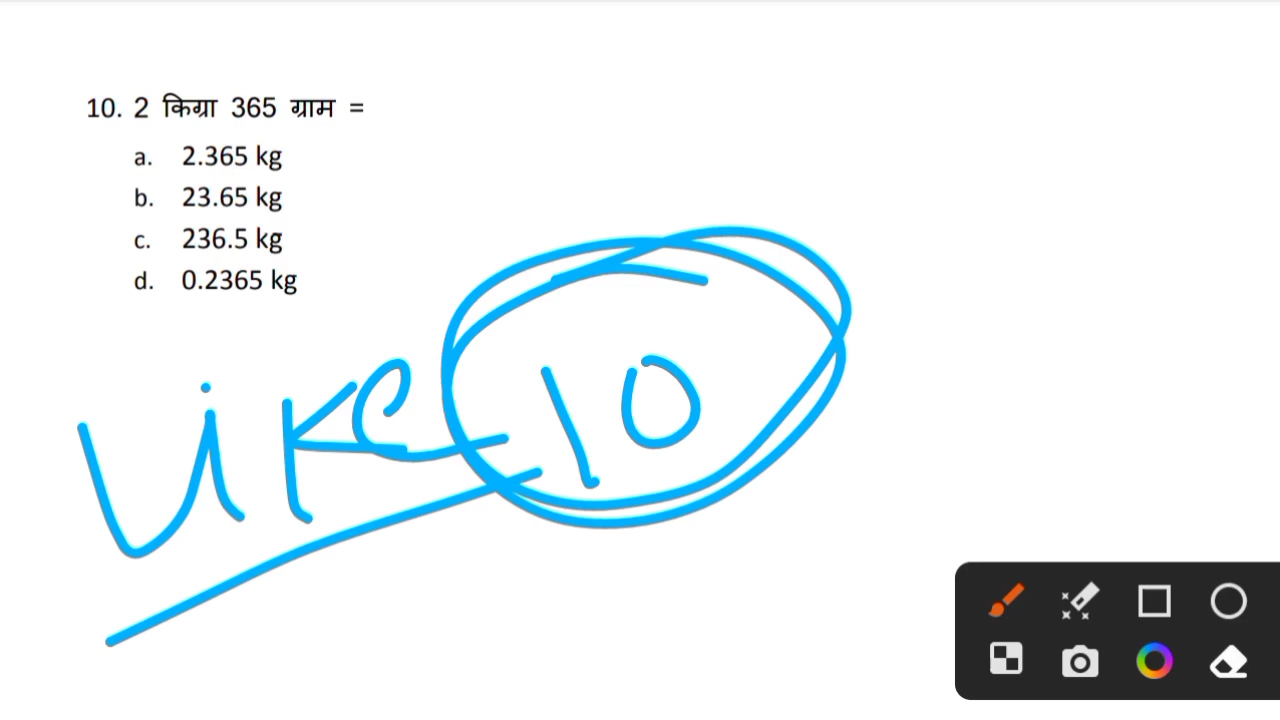 10. 2 किग्रा 365 ग्राम =
a. 2.365 kg
b. 23.65 kg
c. 236.5 kg
d. 0.2365 kg
Like 10